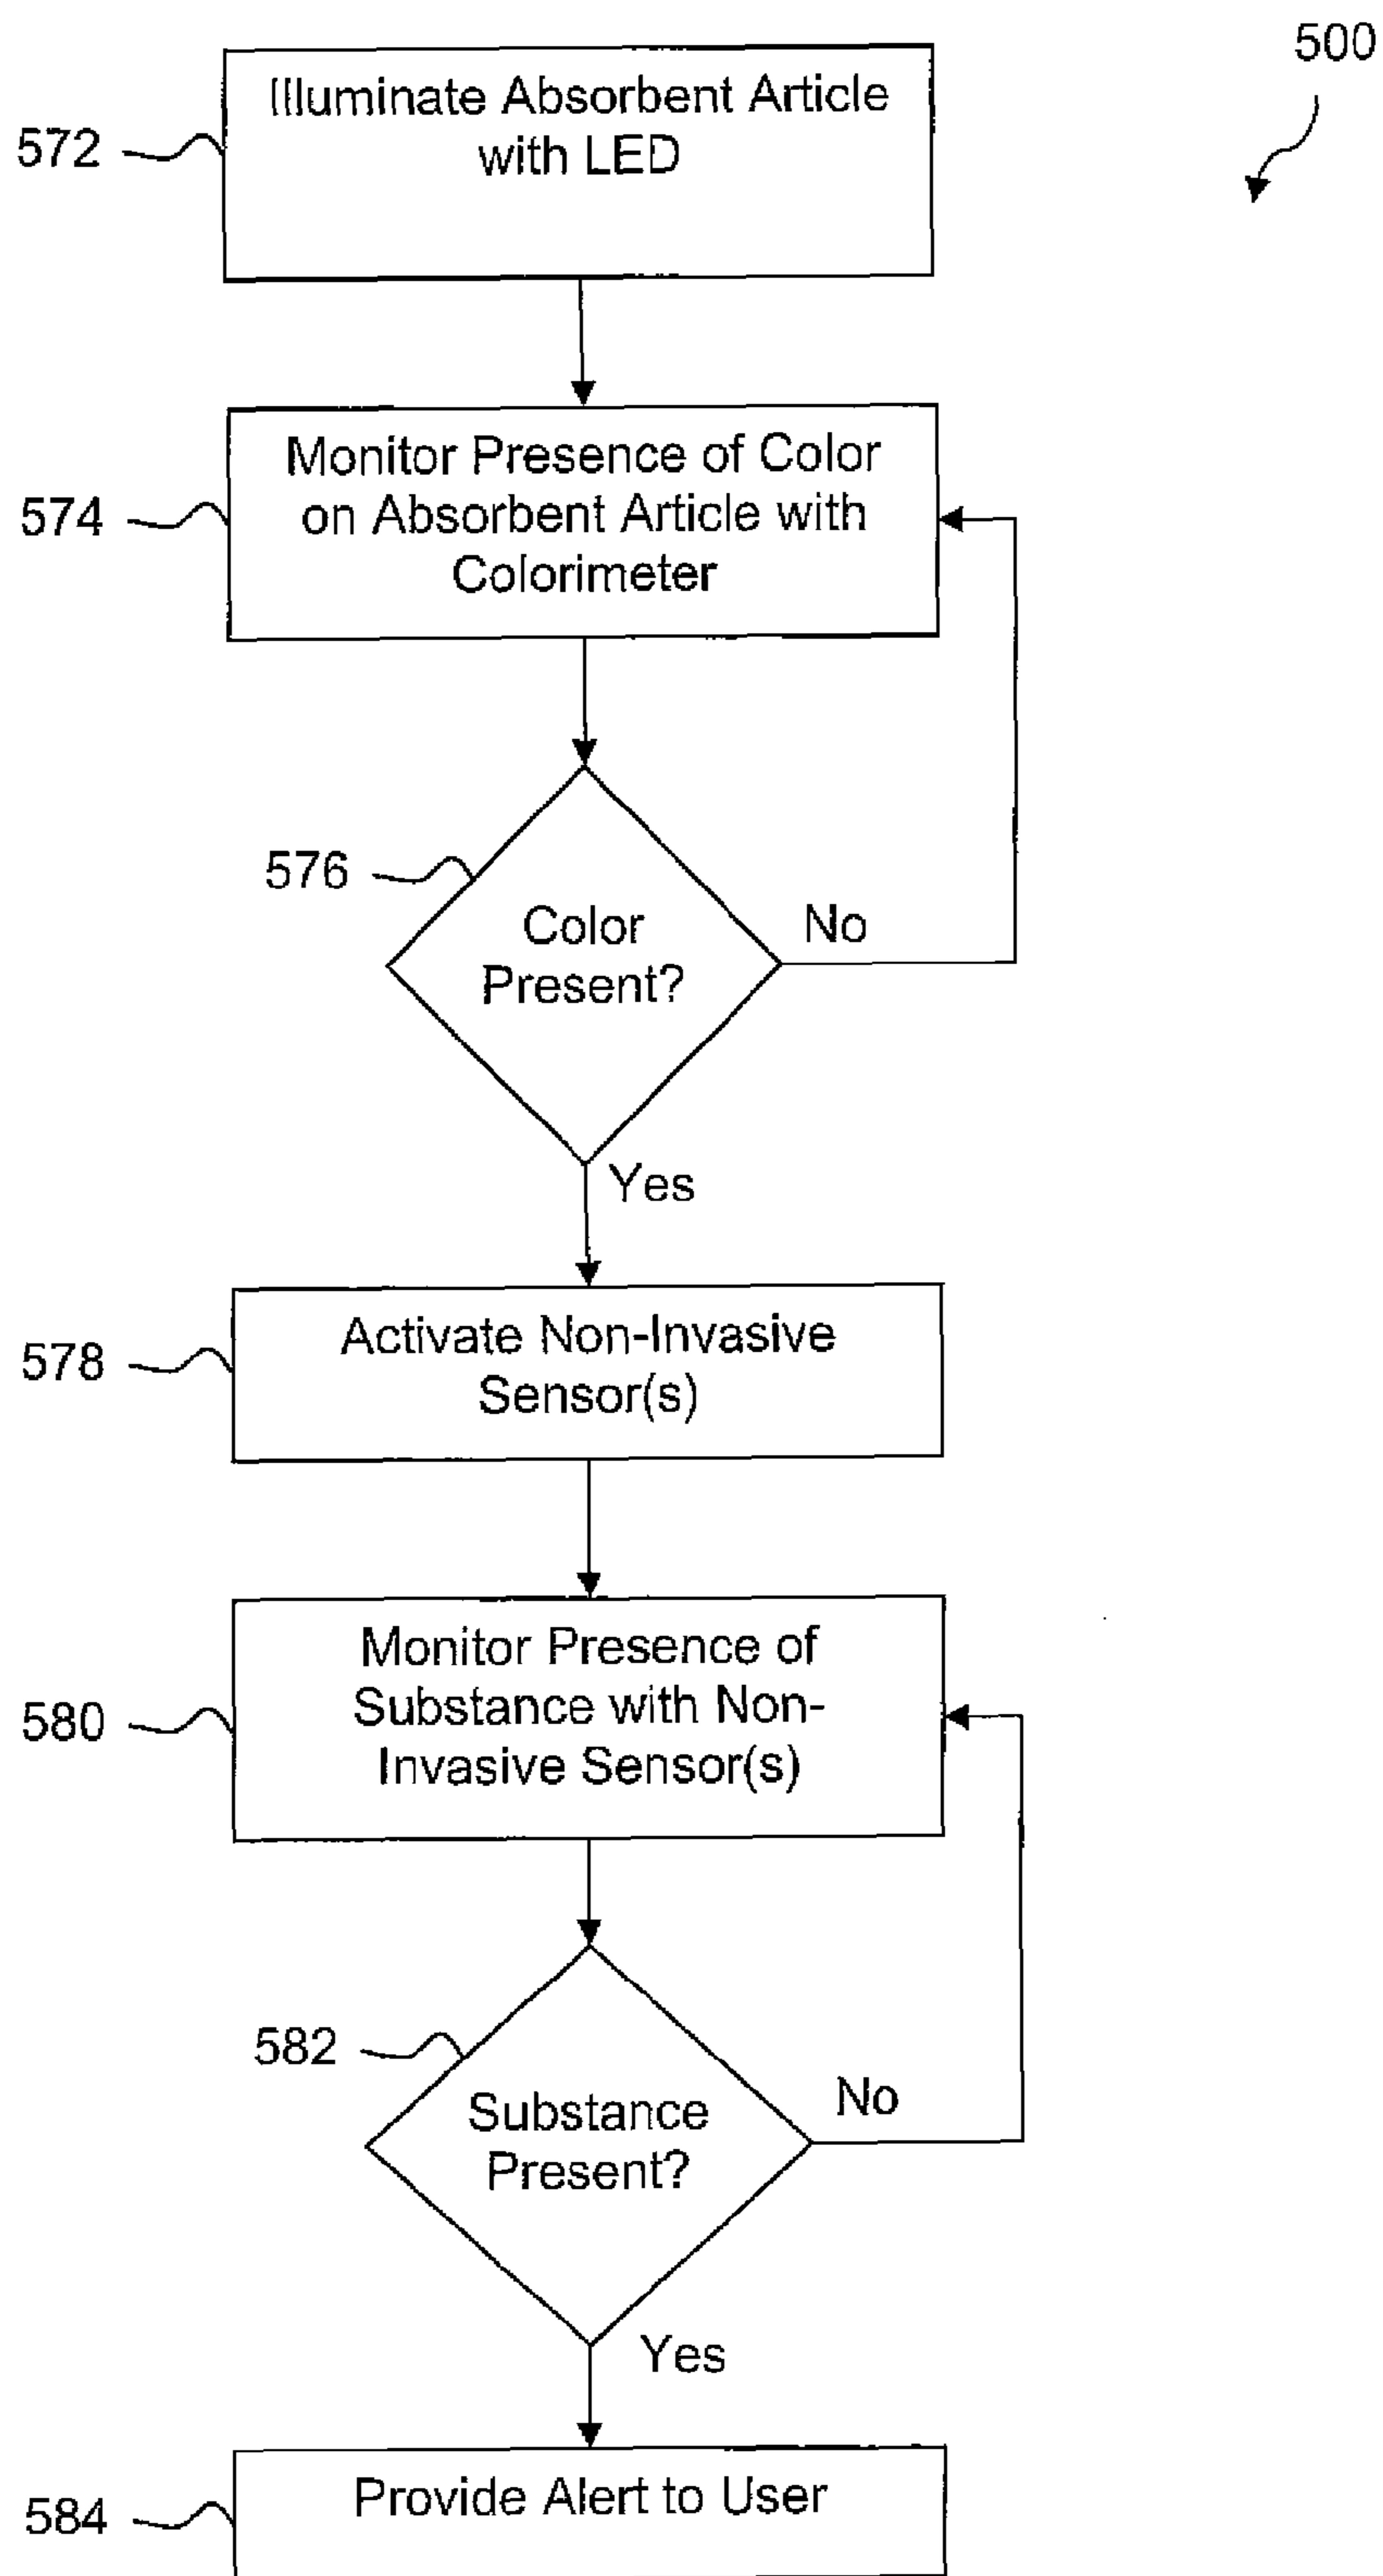 500
572
Illuminate Absorbent Article
with LED
574
Monitor Presence of Color
on Absorbent Article with
Colorimeter
576
Color
Present?
No
Yes
578
Activate Non-Invasive
Sensor(s)
580
Monitor Presence of
Substance with Non-
Invasive Sensor(s)
582
Substance
Present?
No
Yes
584
Provide Alert to User